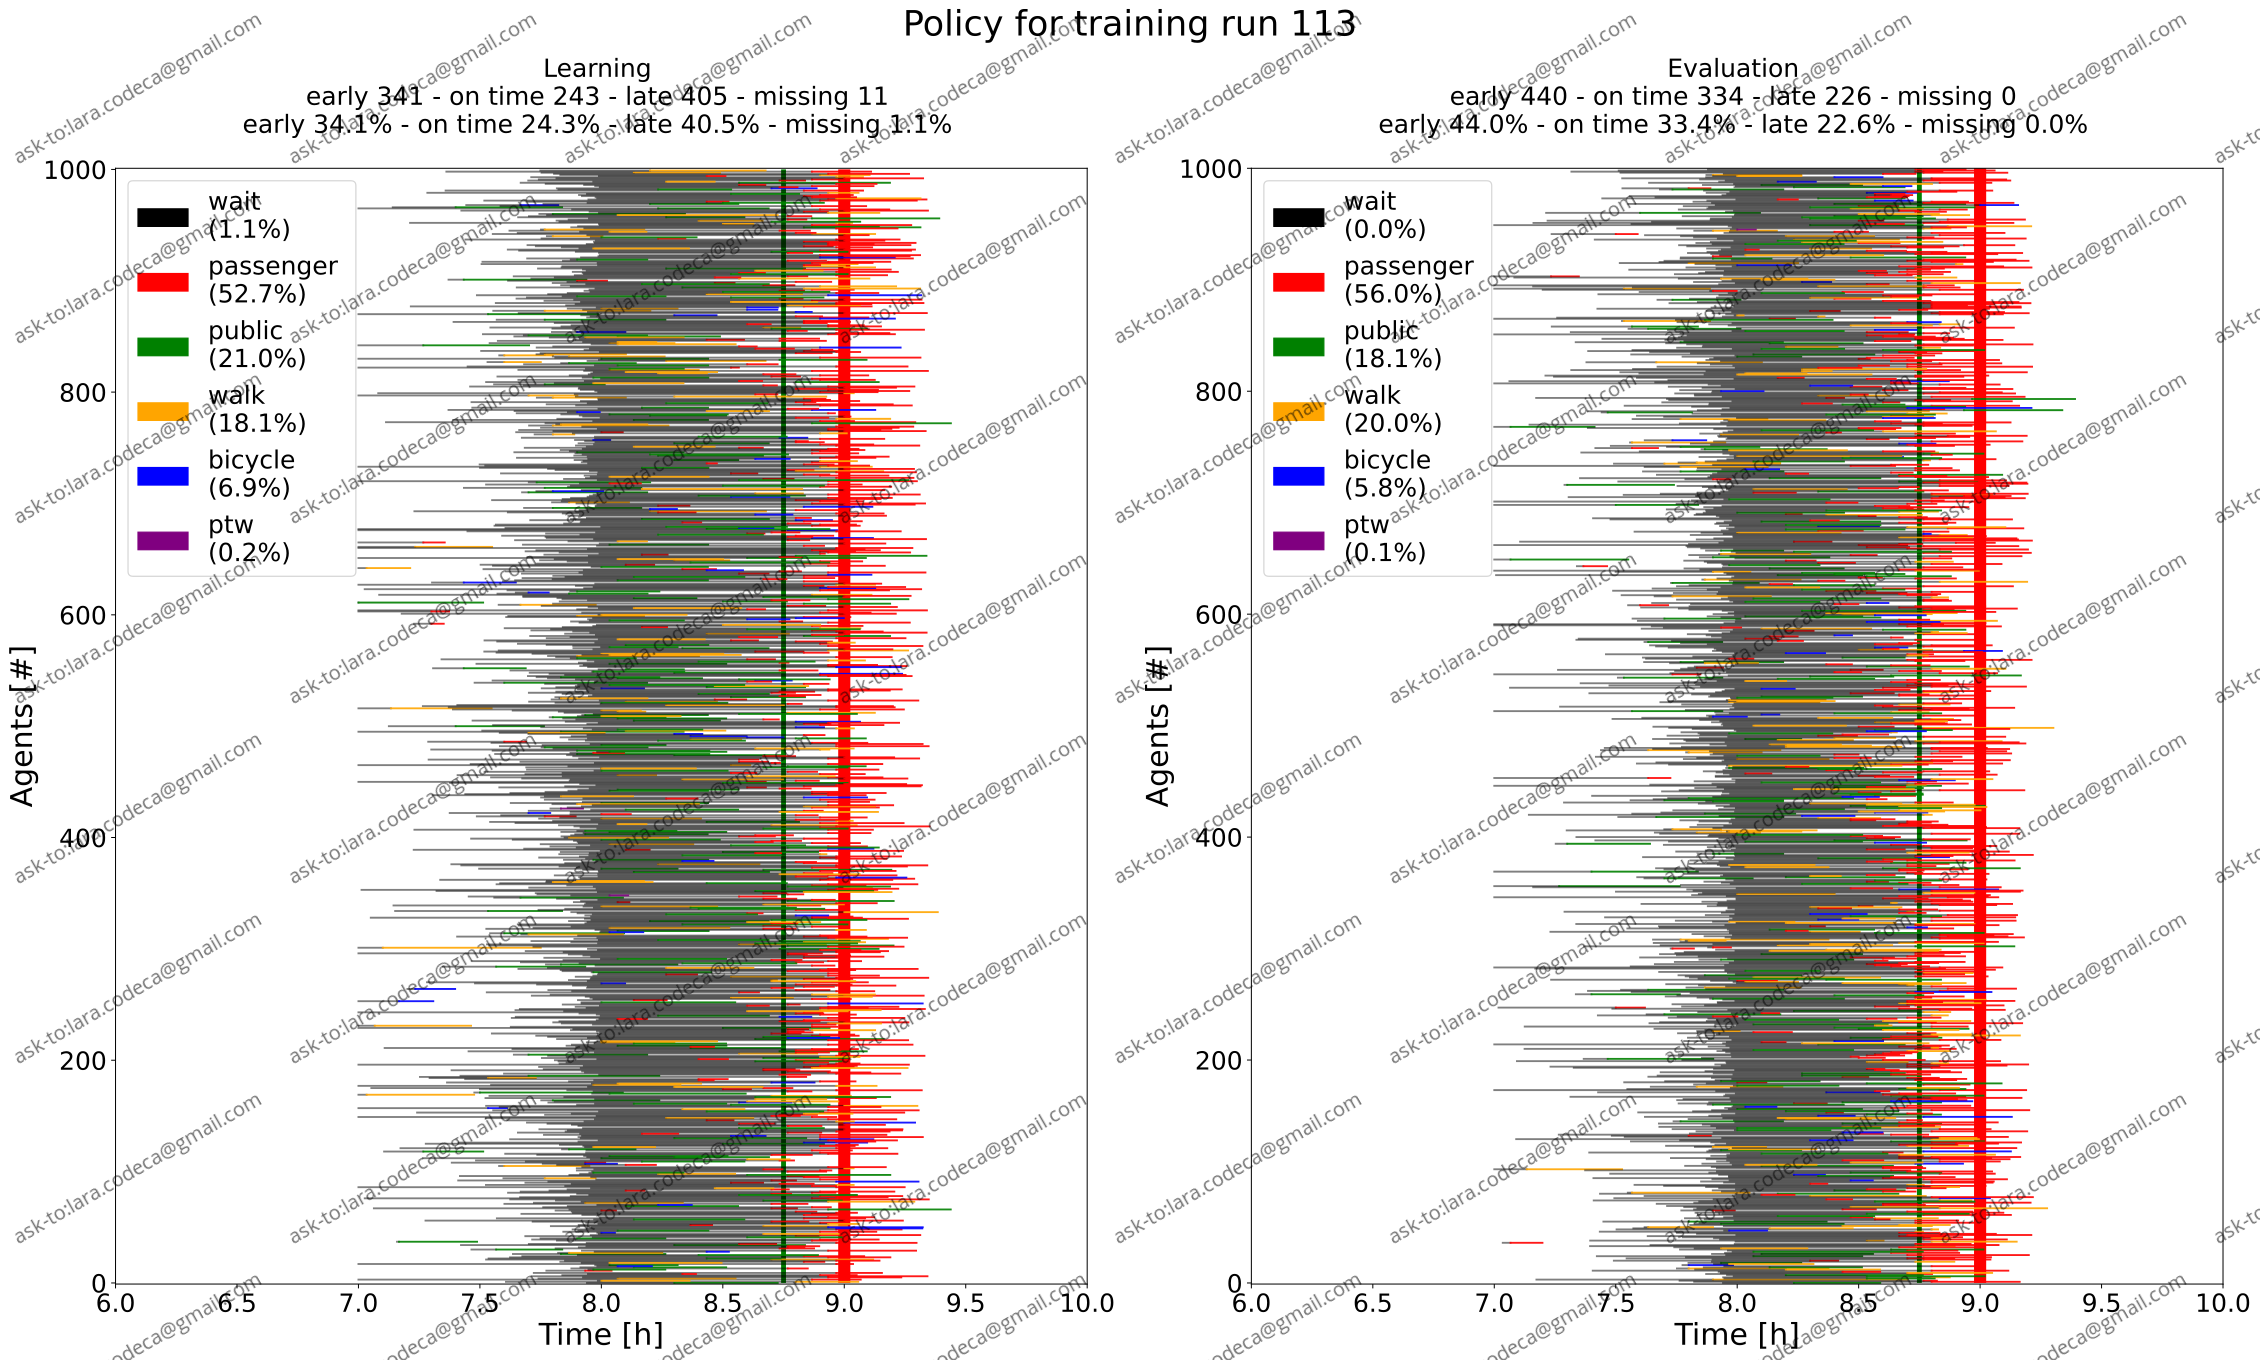 Policy for training run 113
Learning
early 341 - on time 243 - late 405 - missing 11
early 34.1% - on time 24.3% - late 40.5% - missing 1.1%
1000
800
600
400
200
0
Agents [#]
wait
(1.1%)
passenger
(52.7%)
public
(21.0%)
walk
(18.1%)
bicycle
(6.9%)
ptw
(0.2%)
6.0 6.5 7.0 7.5 8.0 8.5 9.0 9.5 10.0
Time [h]
Evaluation
early 440 - on time 334 - late 226 - missing 0
early 44.0% - on time 33.4% - late 22.6% - missing 0.0%
1000
800
600
400
200
0
Agents [#]
wait
(0.0%)
passenger
(56.0%)
public
(18.1%)
walk
(20.0%)
bicycle
(5.8%)
ptw
(0.1%)
6.0 6.5 7.0 7.5 8.0 8.5 9.0 9.5 10.0
Time [h]
ask-to:lara.codeca@gmail.com